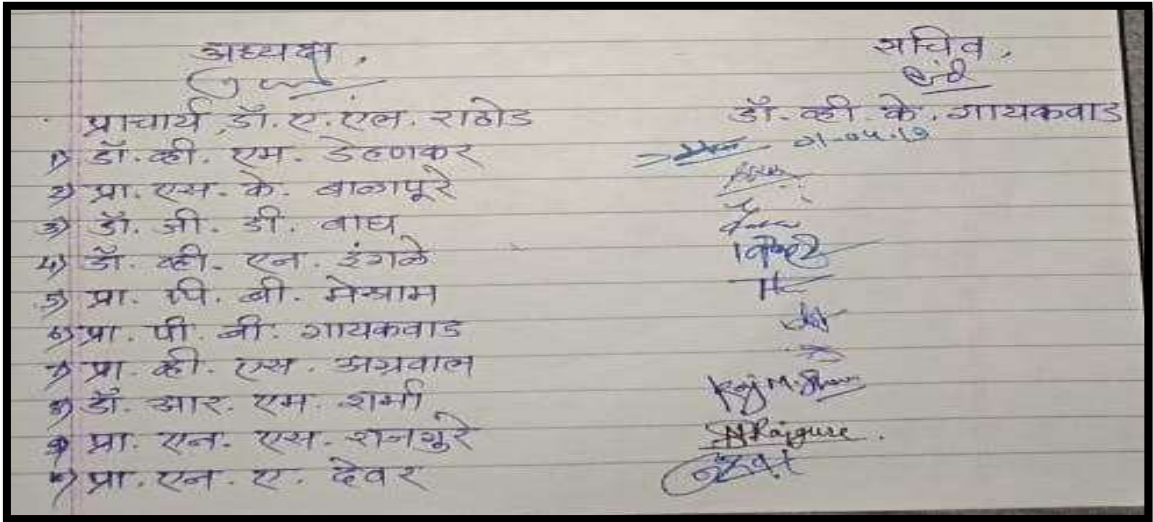 अध्यक्ष, सचिव,
प्राचार्य डॉ. ए. एल. राठोड डॉ. व्ही. के. गायकवाड
1) डॉ. व्ही. एम. डेहणकर
2) प्रा. एस. के. बाळापूरे
3) डॉ. जी. डी. वाघ
4) डॉ. व्ही. एन. इंगळे
5) प्रा. पी. बी. मेश्राम
6) प्रा. पी. बी. गायकवाड
7) प्रा. व्ही. एस. अग्रवाल
8) डॉ. आर. एम. शर्मा
9) प्रा. एन. एस. राजगुरे NRajgure.
10) प्रा. एन. ए. देवर